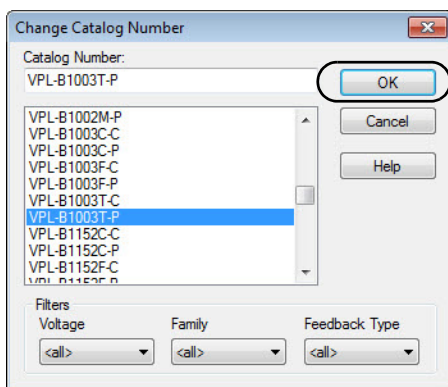 Change Catalog Number
Catalog Number:
VPL-B1003T-P
OK
VPL-B1002M-P
Cancel
VPL-B1003C-C
VPL-B1003C-P
VPL-B1003F-C
Help
VPL-B1003F-P
VPL-B1003T-C
VPL-B1003T-P
VPL-B1152C-C
VPL-B1152C-P
VPL-B1152F-C
Filters
Voltage Family Feedback Type
<all> <all> <all>